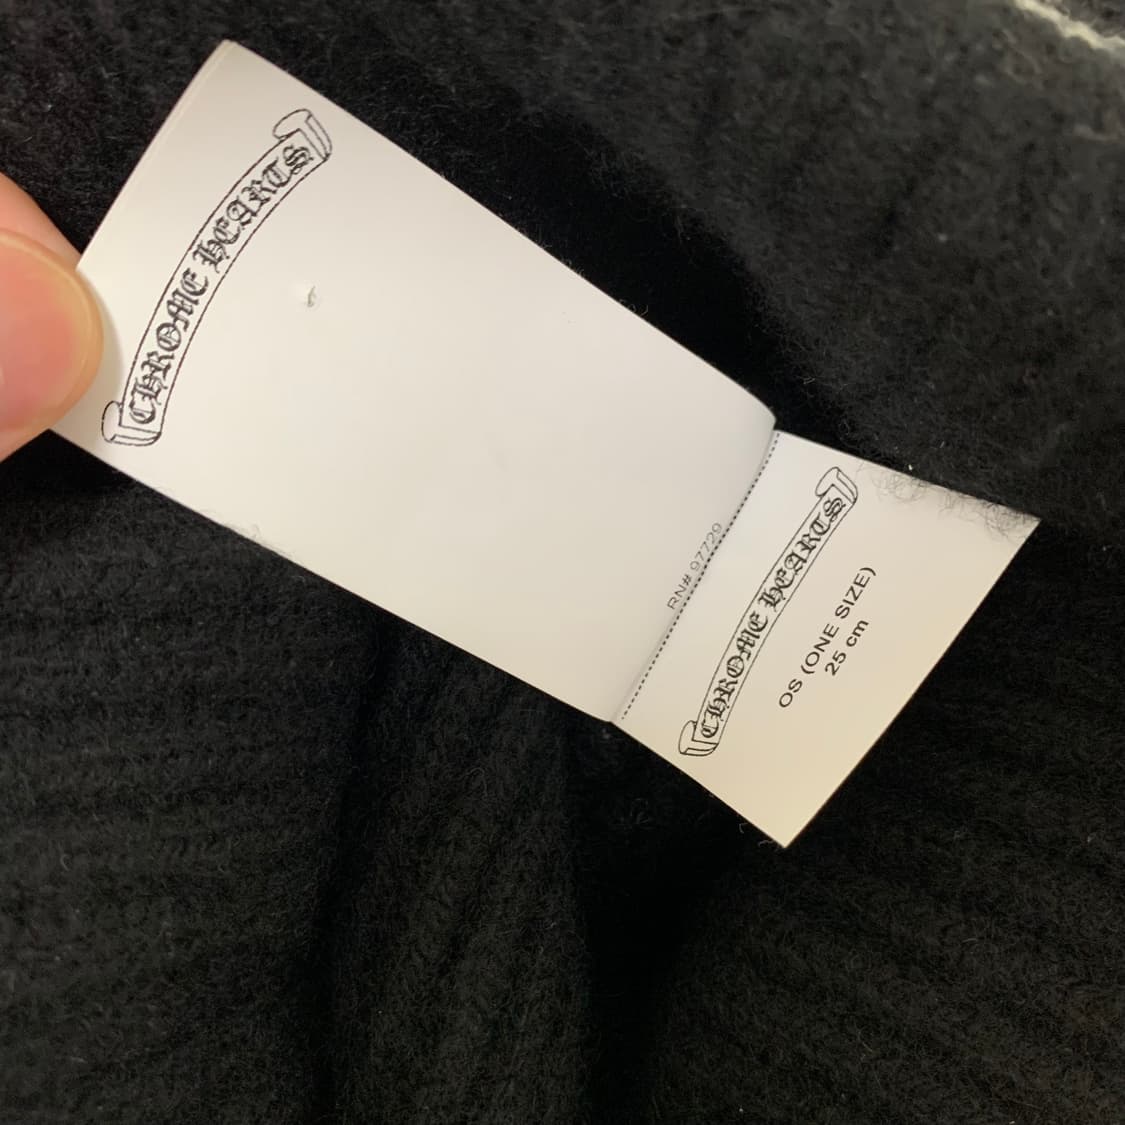 CHROME HEARTS
RN# 97729
CHROME HEARTS
OS (ONE SIZE)
25 cm